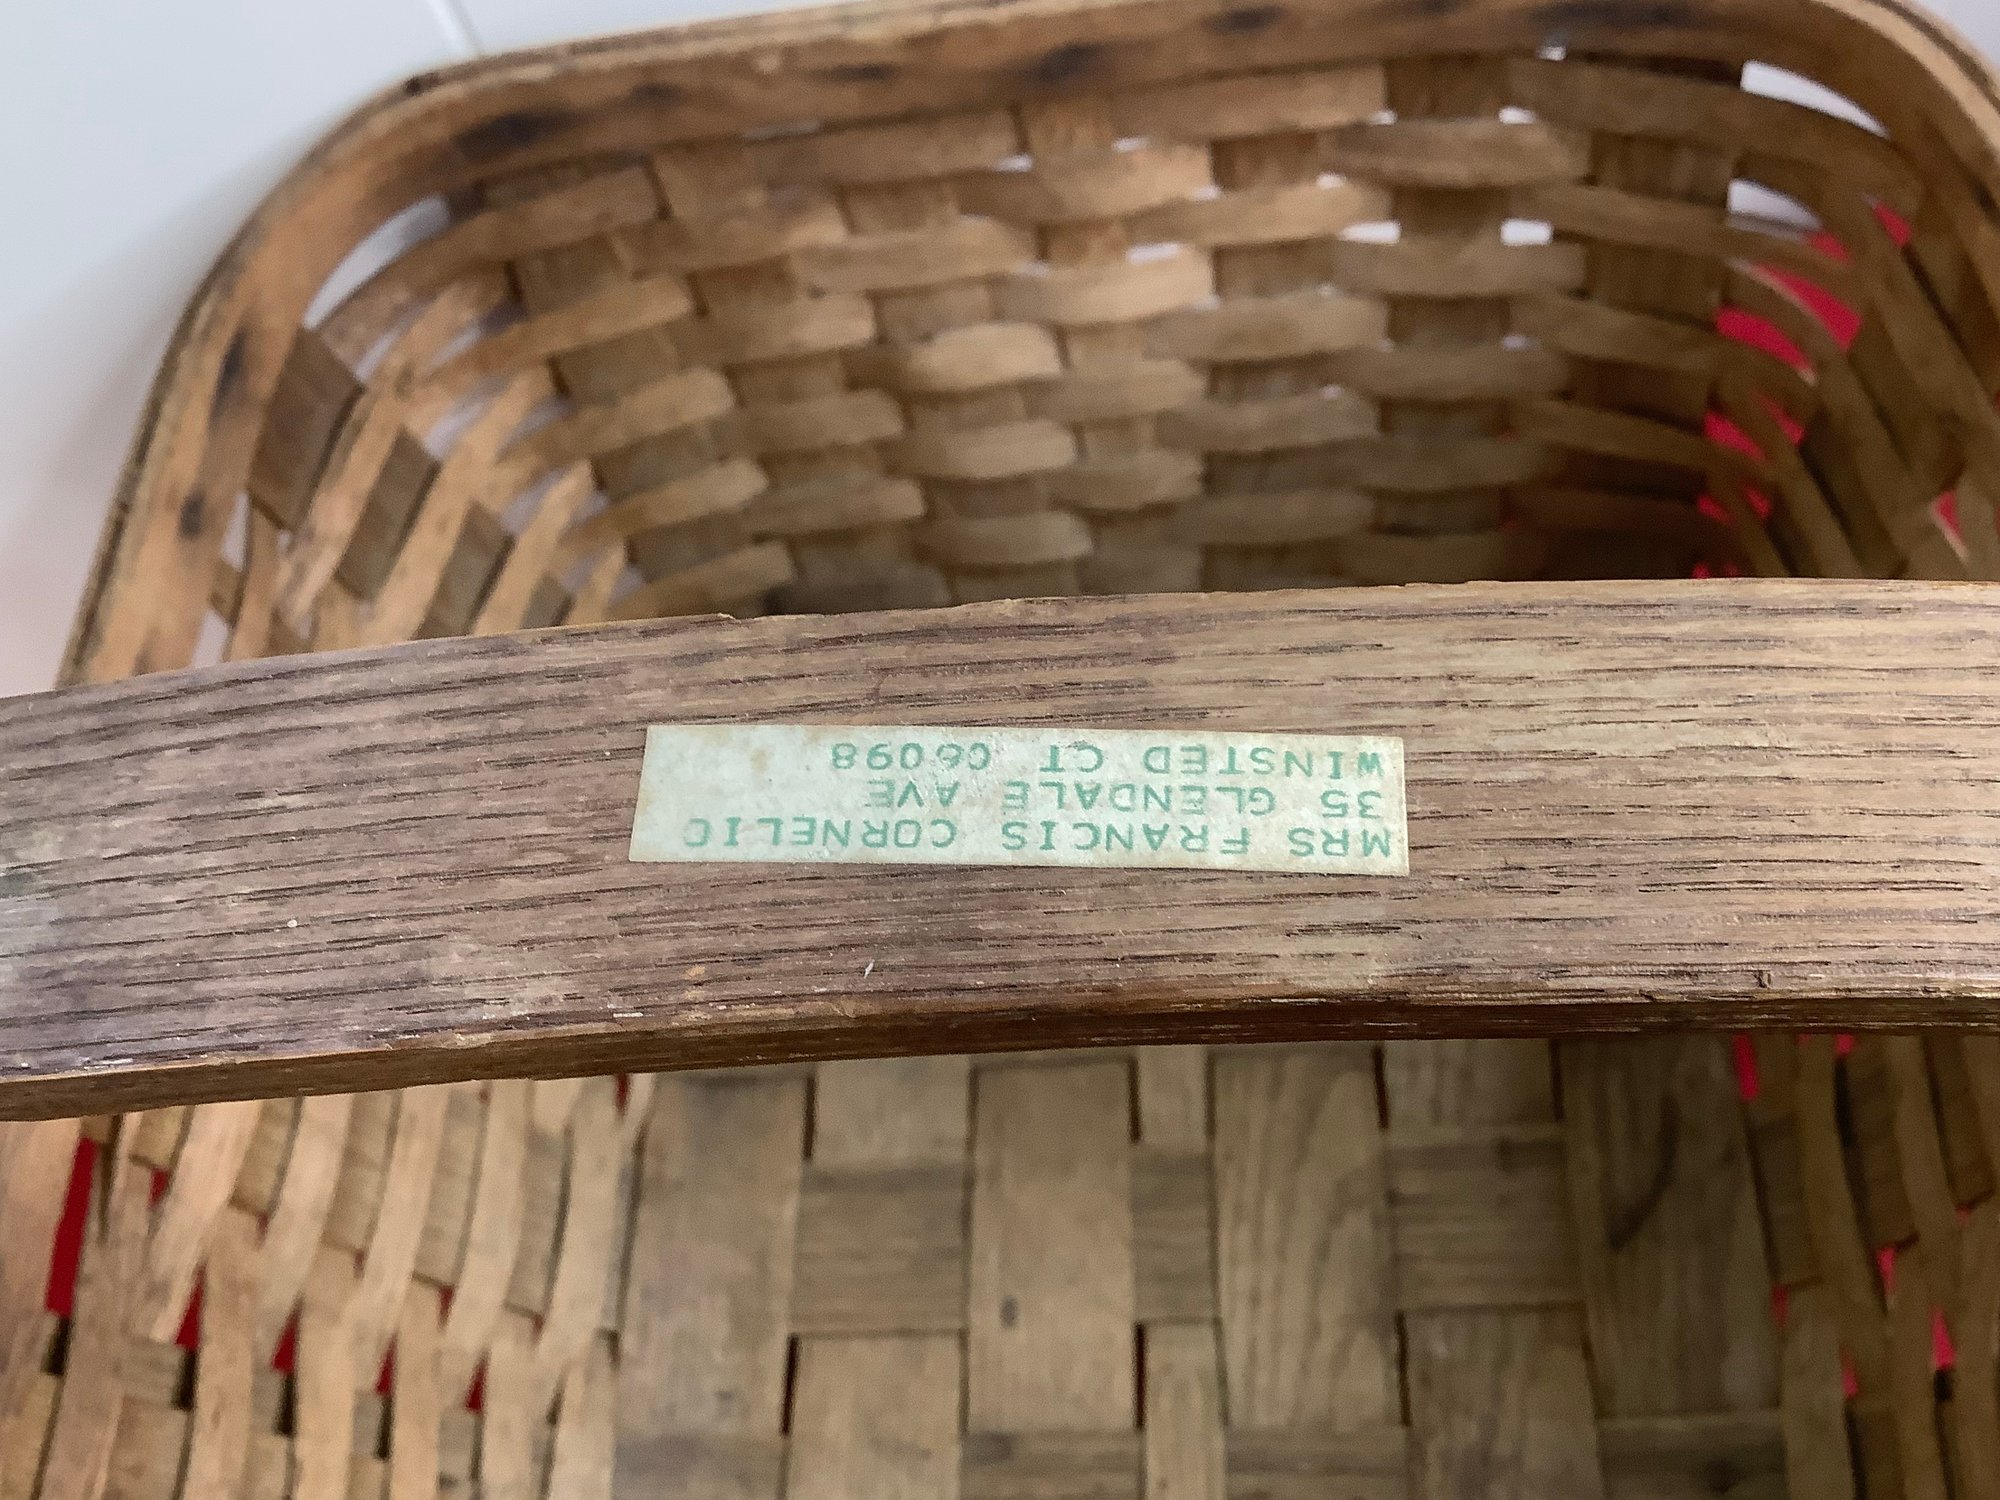 MRS FRANCIS CORNELIO
35 GLENDALE AVE
WINSTED CT 06098